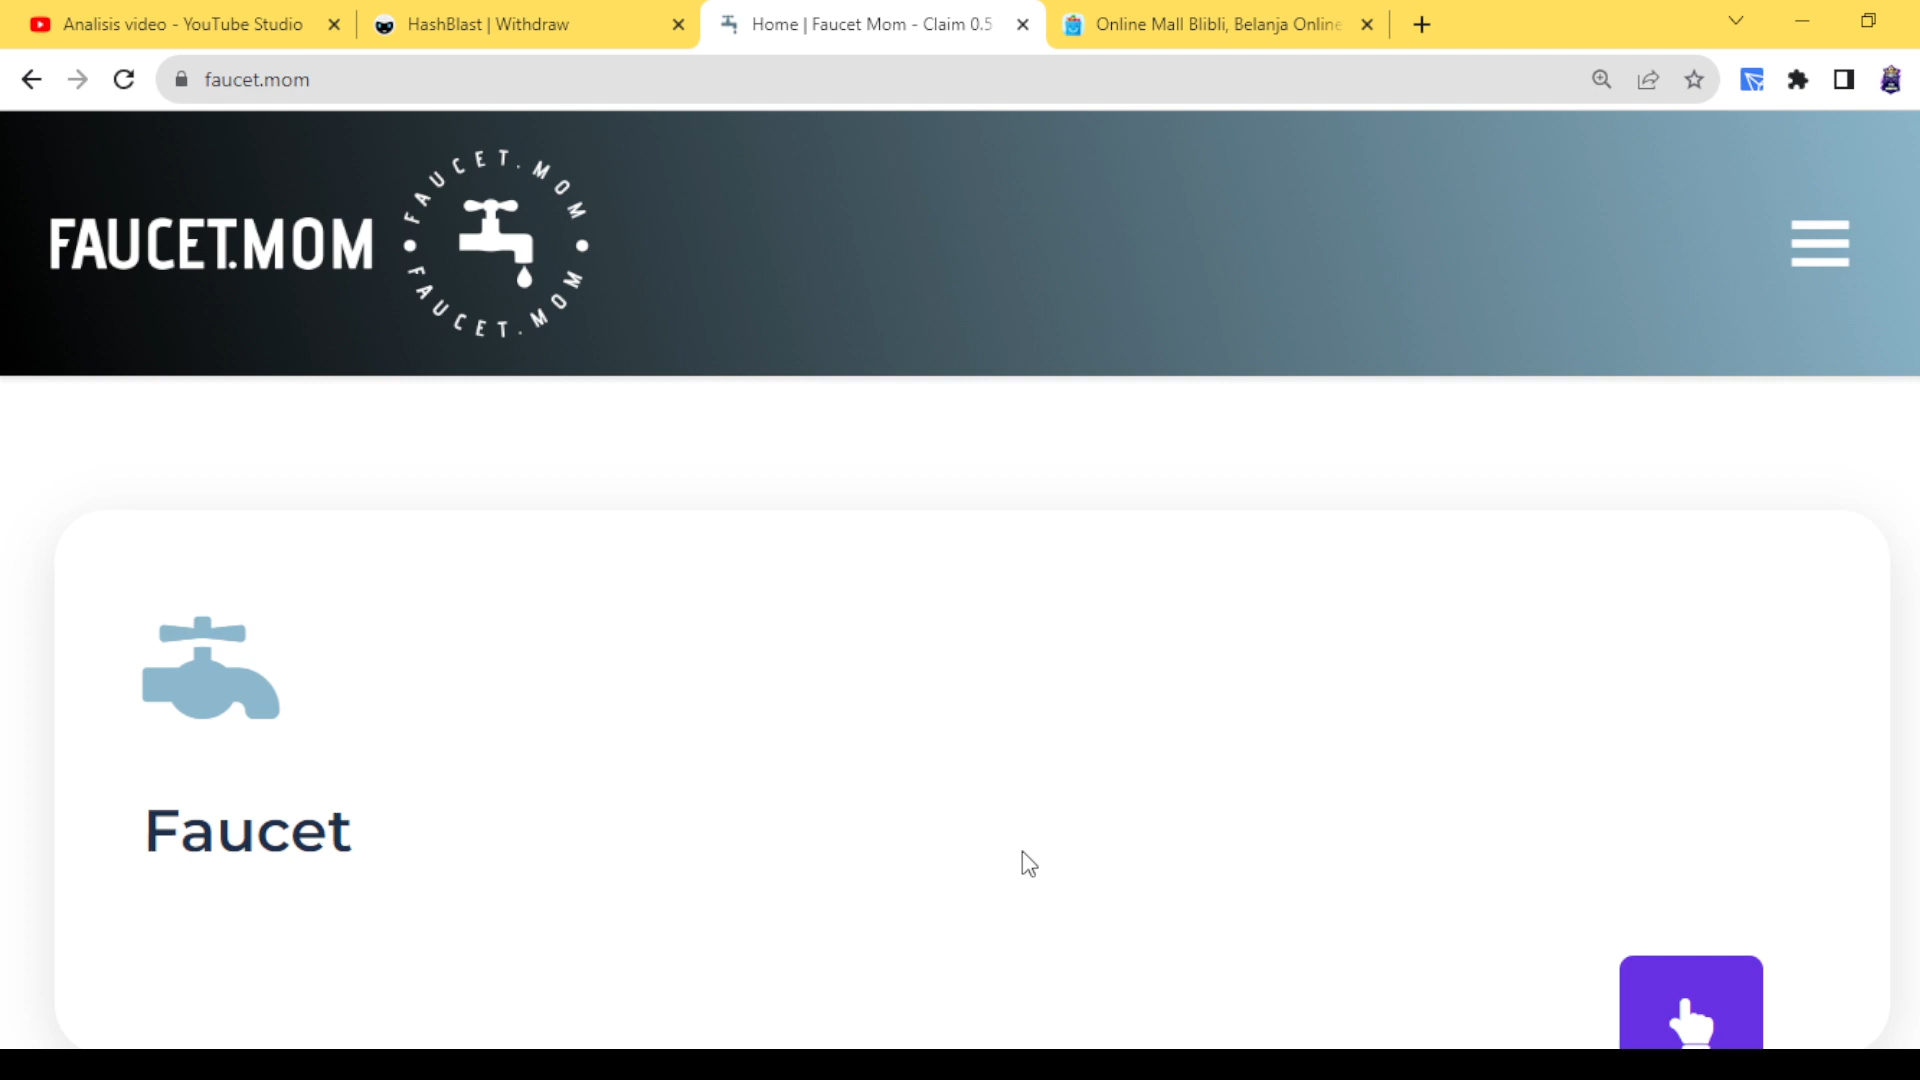 Analisis video - YouTube Studio
HashBlast | Withdraw
Home | Faucet Mom - Claim 0.5
Online Mall Blibli, Belanja Online
faucet.mom
FAUCET.MOM
FAUCET.MOM
FAUCET.MOM
Faucet